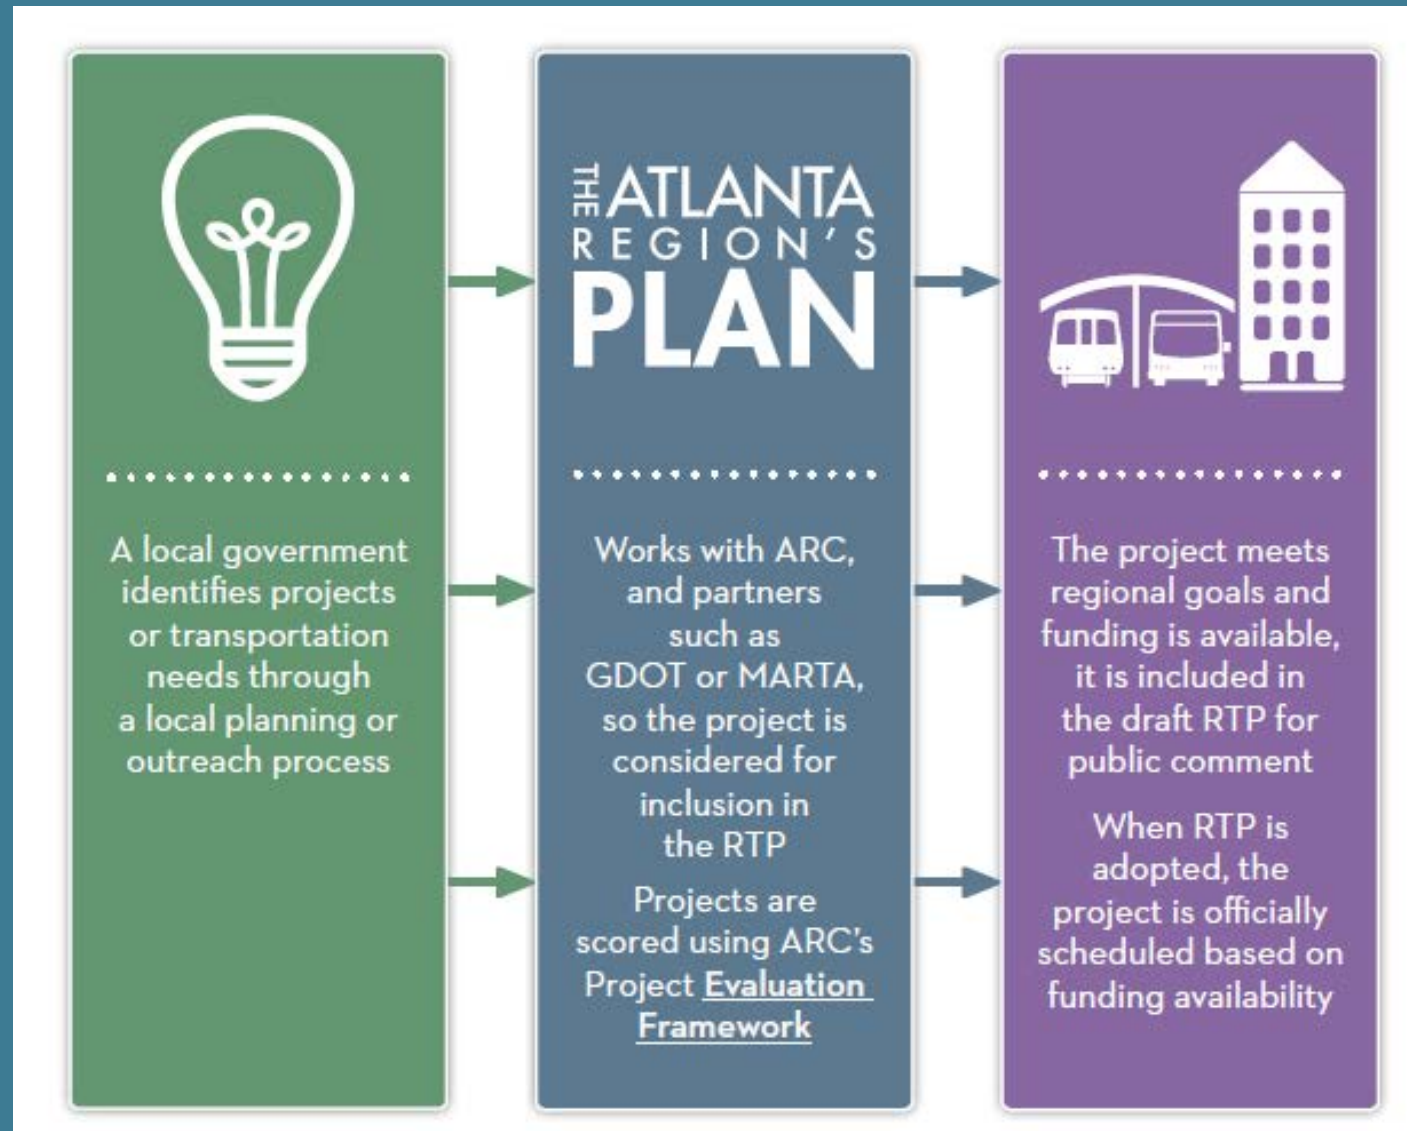 A local government
identifies projects
or transportation
needs through
a local planning or
outreach process
THE ATLANTA
REGION'S
PLAN
Works with ARC,
and partners
such as
GDOT or MARTA,
so the project is
considered for
inclusion in
the RTP
Projects are
scored using ARC's
Project Evaluation
Framework
The project meets
regional goals and
funding is available,
it is included in
the draft RTP for
public comment
When RTP is
adopted, the
project is officially
scheduled based on
funding availability